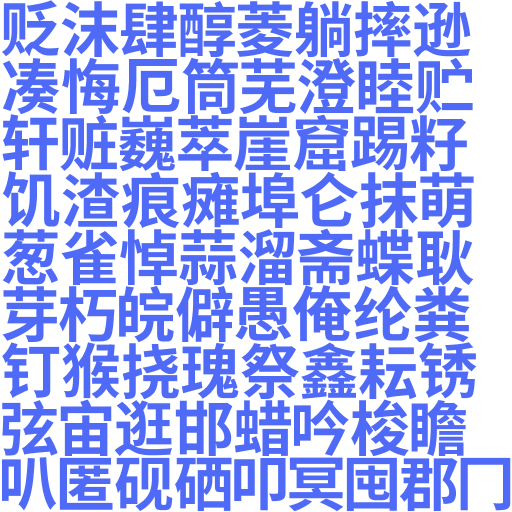 贬沫肆醇菱躺摔逊
凑悔厄筒芜澄睦贮
轩赃巍萃崖窟踢籽
饥渣痕瘫埠仑抹萌
葱雀悼蒜溜斋蝶耿
芽朽皖僻愚俺纶粪
钉猴挠瑰祭鑫耘锈
弦宙逛邯蜡吟梭瞻
叭匿砚硒叩冥囤郡冂